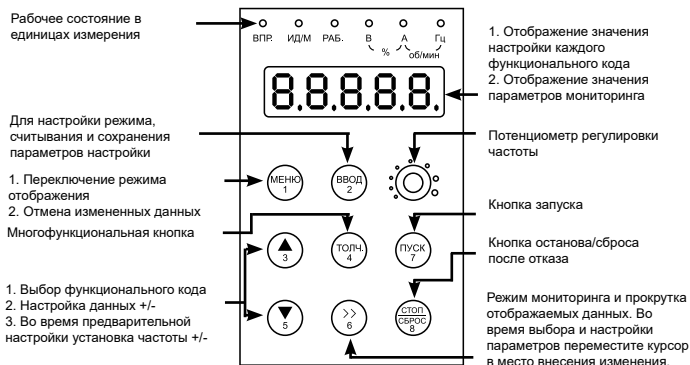 Рабочее состояние в
единицах измерения
ВПР. ИД/М РАБ. В А Гц
% об/мин
8.8.8.8.8.
1. Отображение значения
настройки каждого
функционального кода
2. Отображение значения
параметров мониторинга
Для настройки режима,
считывания и сохранения
параметров настройки
Потенциометр регулировки
частоты
1. Переключение режима
отображения
2. Отмена измененных данных
МЕНЮ
1
ВВОД
2
Многофункциональная кнопка
Кнопка запуска
3
ТОЛЧ.
4
ПУСК
7
Кнопка останова/сброса
после отказа
1. Выбор функционального кода
2. Настройка данных +/-
3. Во время предварительной
настройки установка частоты +/-
5
>>
6
СТОП
СБРОС
8
Режим мониторинга и прокрутка
отображаемых данных. Во
время выбора и настройки
параметров переместите курсор
в место внесения изменения.